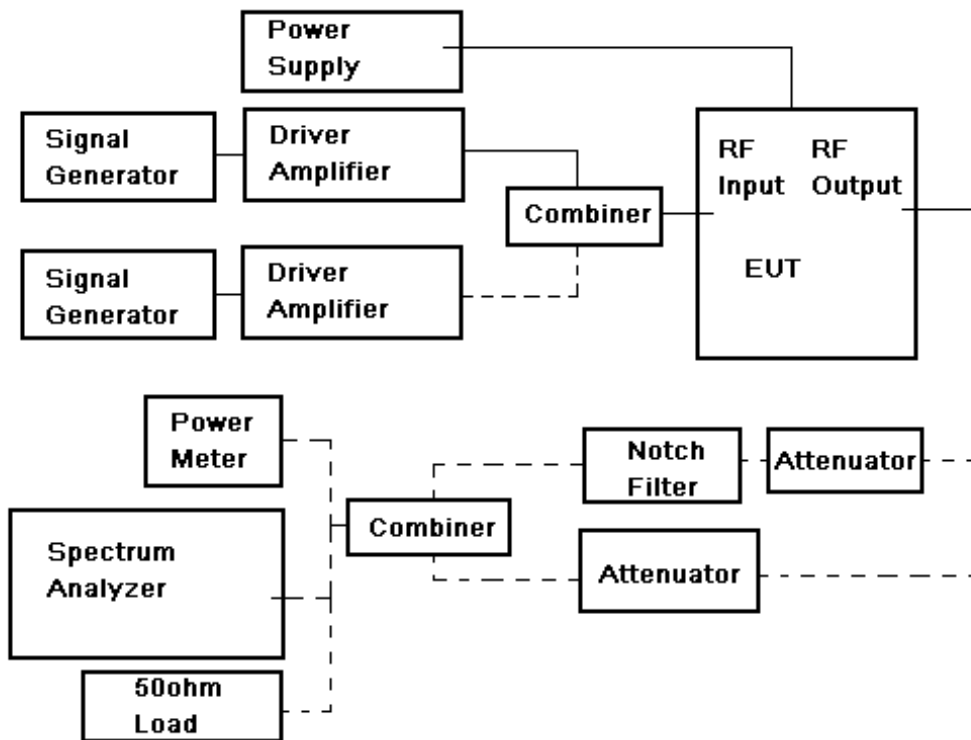 Power
Supply
Signal
Generator
Driver
Amplifier
Combiner
RF
Input
RF
Output
EUT
Signal
Generator
Driver
Amplifier
Power
Meter
Notch
Filter
Attenuator
Combiner
Attenuator
Spectrum
Analyzer
50ohm
Load